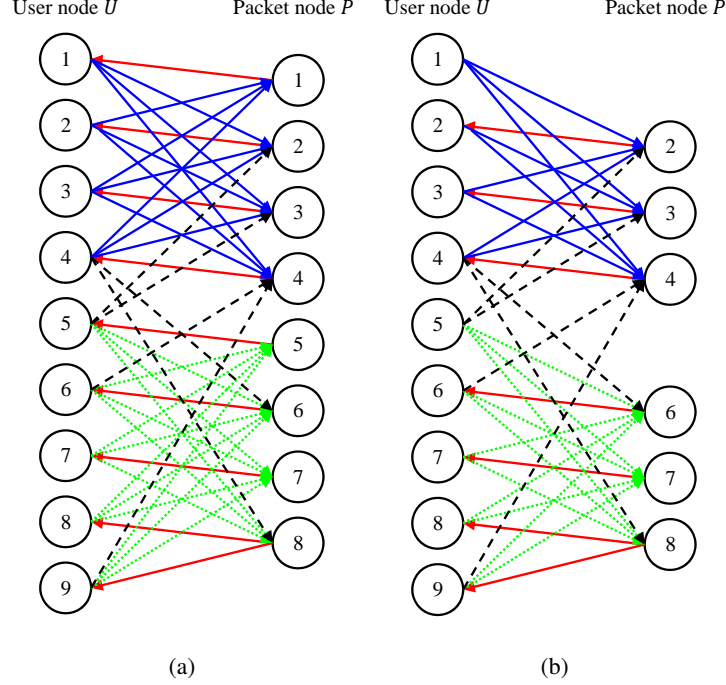 User node U Packet node P User node U Packet node P
1 1 1
2 2 2 2
3 3 3 3
4 4 4 4
5 5 5
6 6 6 6
7 7 7 7
8 8 8 8
9 9
(a) (b)